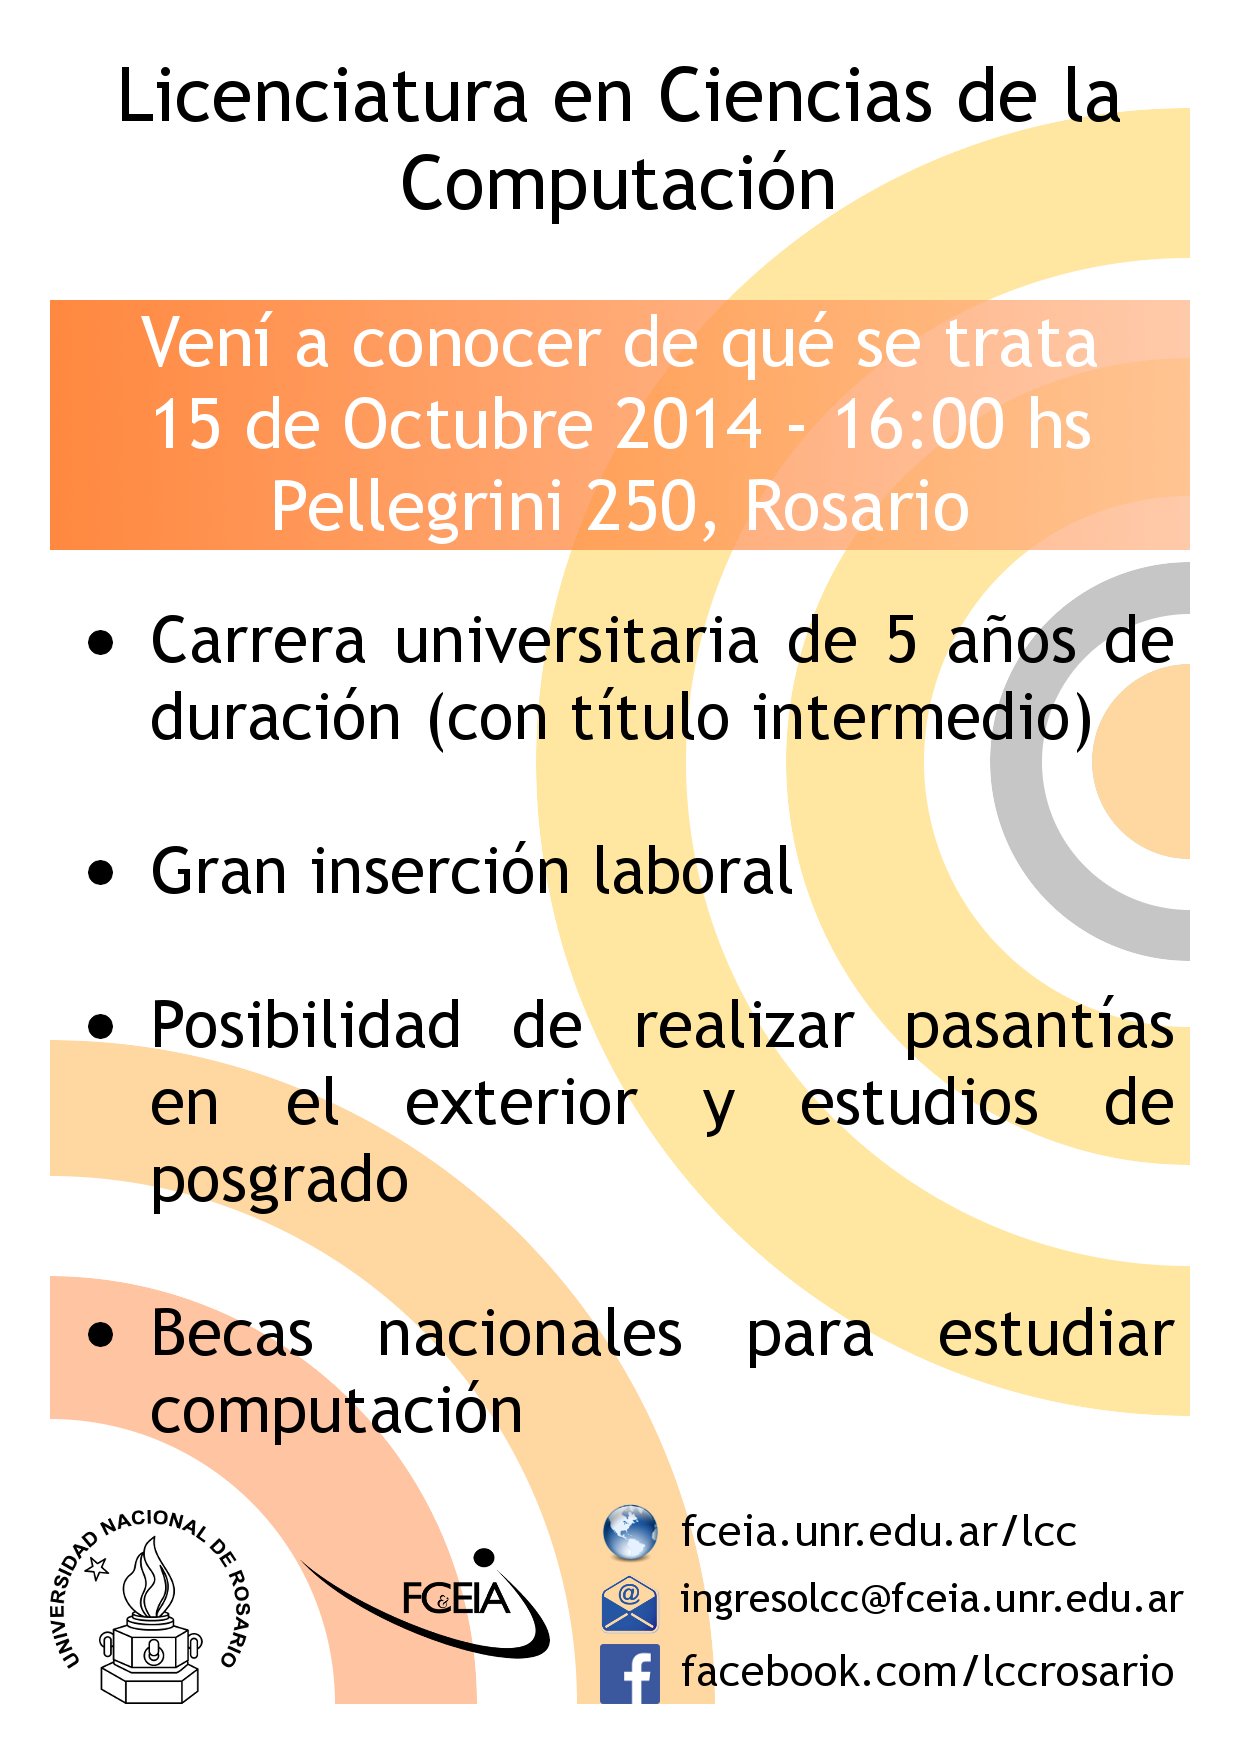 Licenciatura en Ciencias de la
Computación
Vení a conocer de qué se trata
15 de Octubre 2014 - 16:00 hs
Pellegrini 250, Rosario
• Carrera universitaria de 5 años de
duración (con título intermedio)
• Gran inserción laboral
• Posibilidad de realizar pasantías
en el exterior y estudios de
posgrado
• Becas nacionales para estudiar
computación
UNIVERSIDAD NACIONAL DE ROSARIO
FC&EIA
fceia.unr.edu.ar/lcc
@ ingresolcc@fceia.unr.edu.ar
f facebook.com/lccrosario